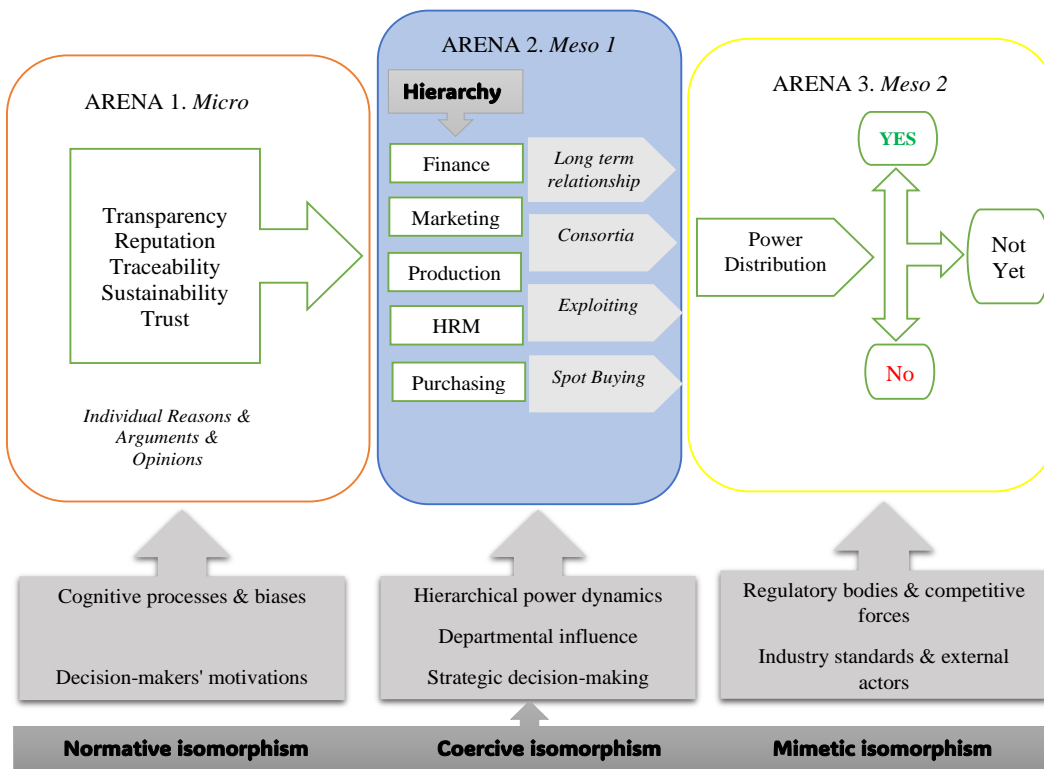 ARENA 1. Micro
Transparency
Reputation
Traceability
Sustainability
Trust
Individual Reasons &
Arguments &
Opinions
ARENA 2. Meso 1
Hierarchy
Finance
Marketing
Production
HRM
Purchasing
Long term
relationship
Consortia
Exploiting
Spot Buying
ARENA 3. Meso 2
YES
Power
Distribution
Not
Yet
No
Cognitive processes & biases
Decision-makers' motivations
Hierarchical power dynamics
Departmental influence
Strategic decision-making
Regulatory bodies & competitive
forces
Industry standards & external
actors
Normative isomorphism
Coercive isomorphism
Mimetic isomorphism